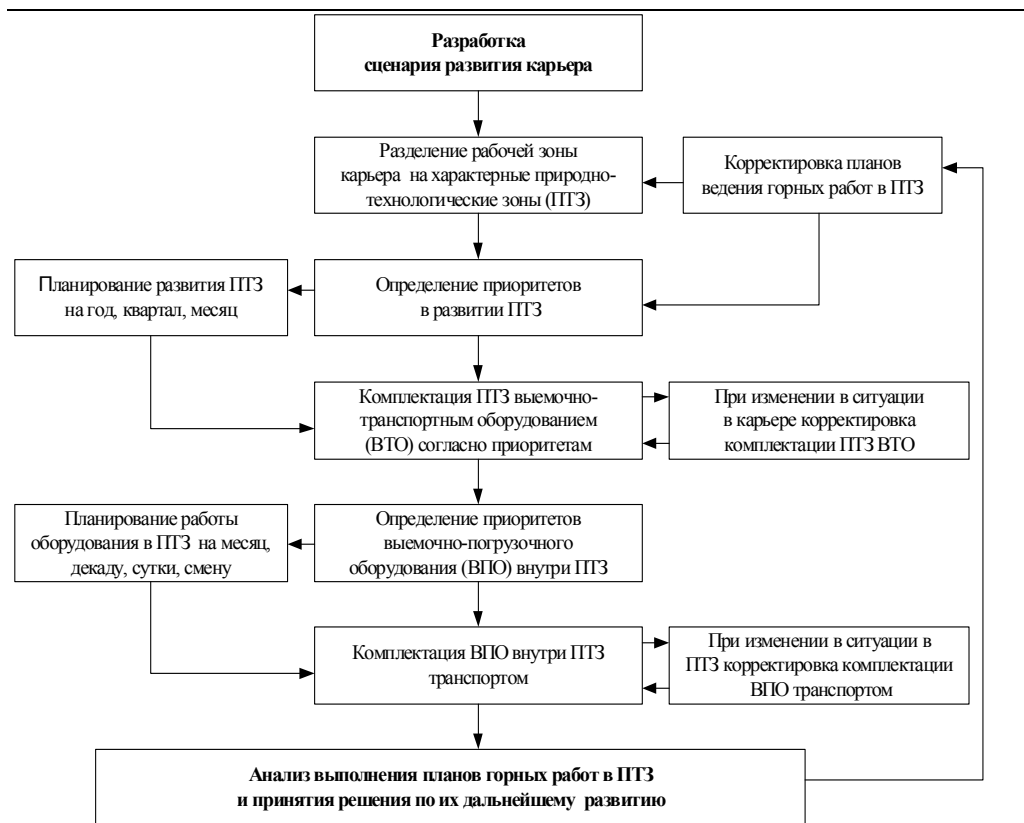 Разработка
сценария развития карьера
Разделение рабочей зоны
карьера на характерные природно-
технологические зоны (ПТЗ)
Корректировка планов
ведения горных работ в ПТЗ
Планирование развития ПТЗ
на год, квартал, месяц
Определение приоритетов
в развитии ПТЗ
Комплектация ПТЗ выемочно-
транспортным оборудованием
(ВТО) согласно приоритетам
При изменении в ситуации
в карьере корректировка
комплектации ПТЗ ВТО
Планирование работы
оборудования в ПТЗ на месяц,
декаду, сутки, смену
Определение приоритетов
выемочно-погрузочного
оборудования (ВПО) внутри ПТЗ
Комплектация ВПО внутри ПТЗ
транспортом
При изменении в ситуации в
ПТЗ корректировка комплектации
ВПО транспортом
Анализ выполнения планов горных работ в ПТЗ
и принятия решения по их дальнейшему развитию